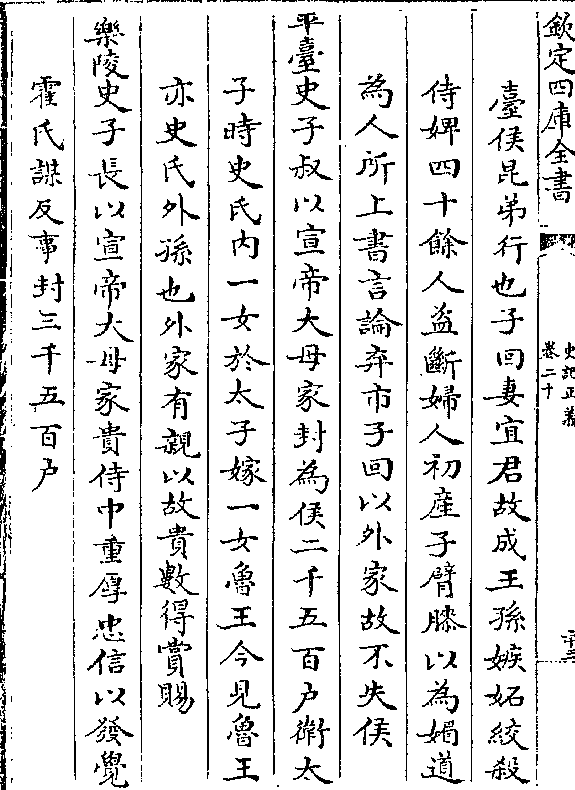 欽定四庫全書
史記正義
卷二十
臺侯昆弟行也子回妻宜君故成王孫嫉妬絞殺
侍婢四十餘人盗斷婦人初產子臂膝以為媚道
為人所上書言論弃市子回以外家故不失侯
平臺史子叔以宣帝大母家封為侯二千五百户衛太
子時史氏内一女於太子嫁一女魯王今見魯王
亦史氏外孫也外家有親以故貴數得賞賜
樂陵史子長以宣帝大母家貴侍中重厚忠信以發覺
霍氏謀反事封三千五百户